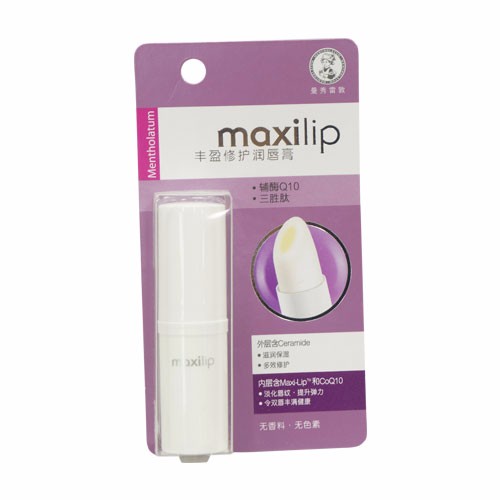 曼秀雷敦
Mentholatum
maxilip
丰盈修护润唇膏
• 辅酶Q10
• 三胜肽
外层含Ceramide
• 滋润保湿
• 多效修护
内层含Maxi-Lip™和CoQ10
• 淡化唇纹・提升弹力
• 令双唇丰满健康
无香料・无色素
maxilip